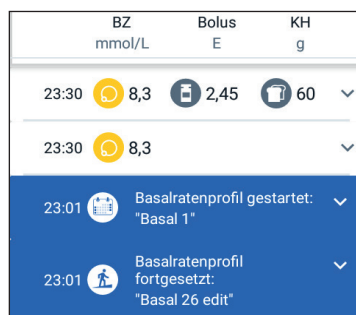 BZ Bolus KH
mmol/L E g
23:30 8,3 2,45 60
23:30 8,3
23:01 Basalratenprofil gestartet:
"Basal 1"
23:01 Basalratenprofil
fortgesetzt:
"Basal 26 edit"